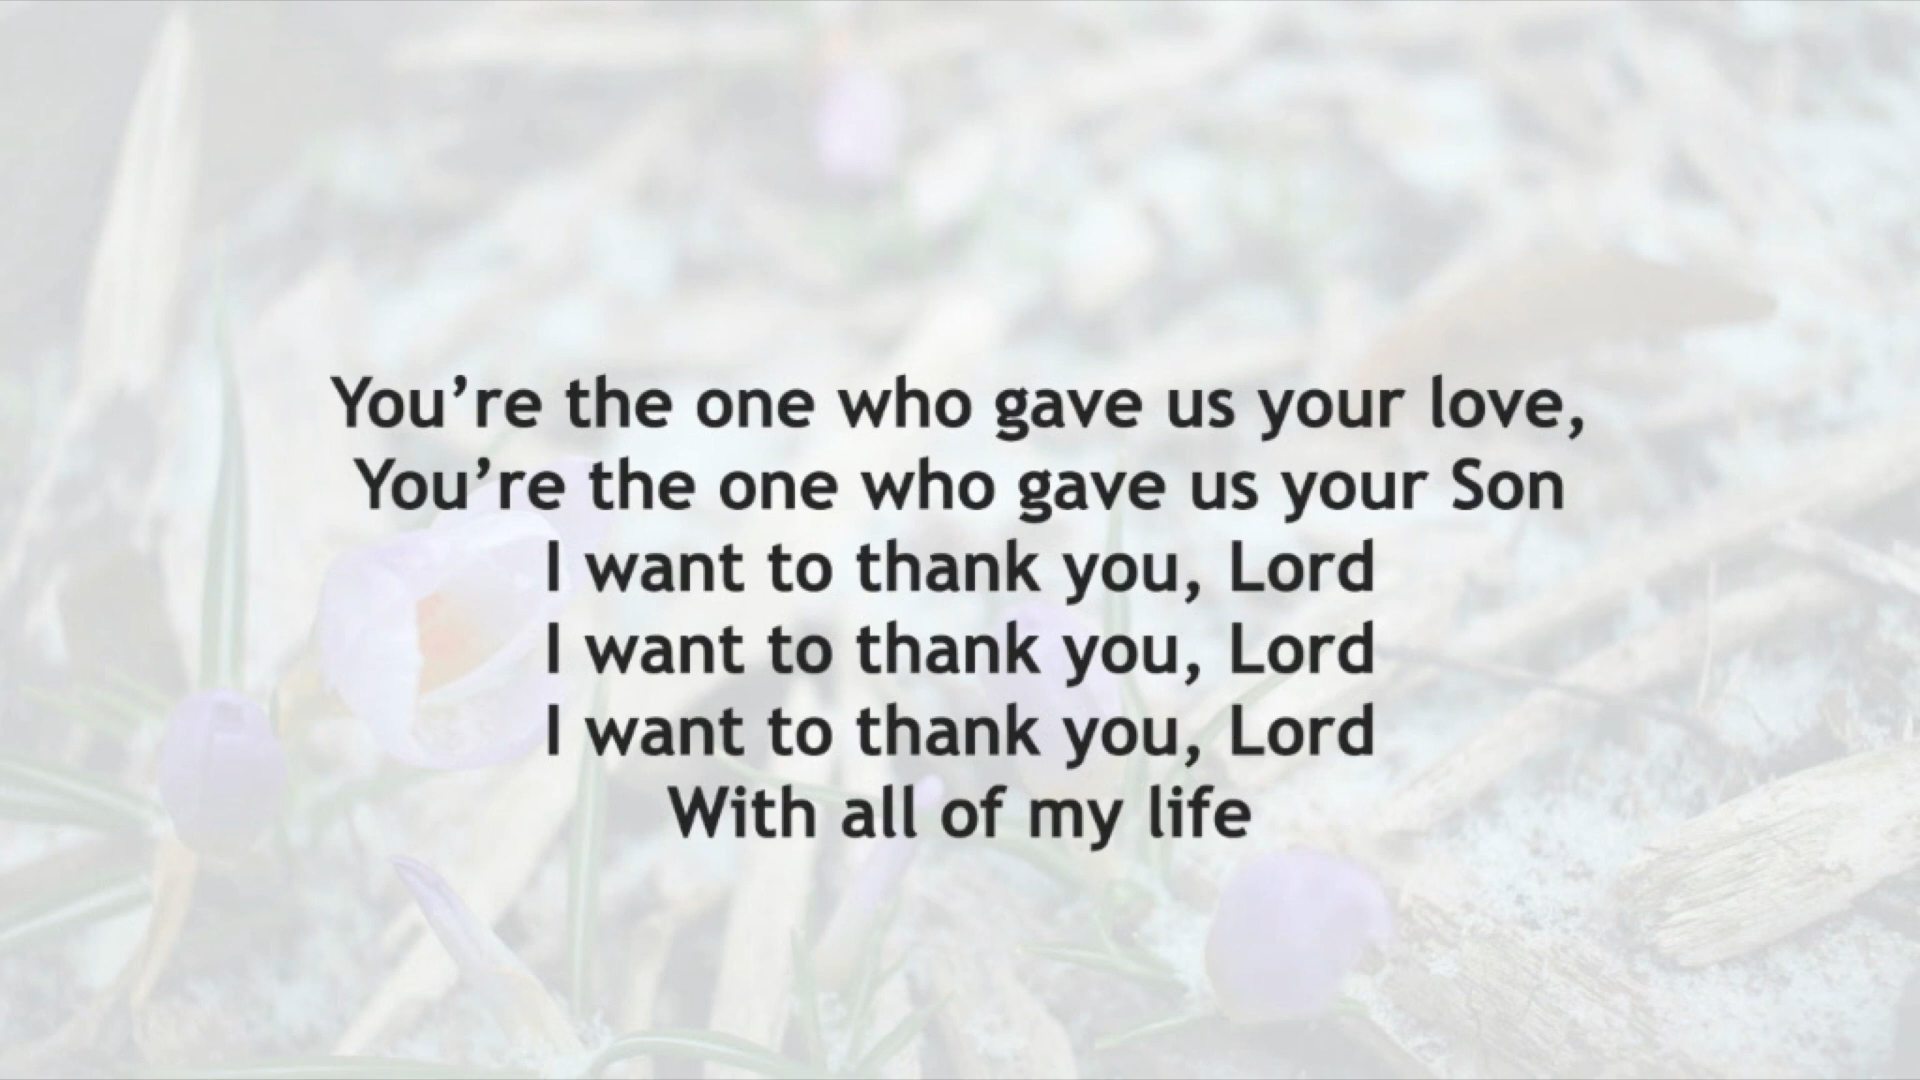 You’re the one who gave us your love,
You’re the one who gave us your Son
I want to thank you, Lord
I want to thank you, Lord
I want to thank you, Lord
With all of my life